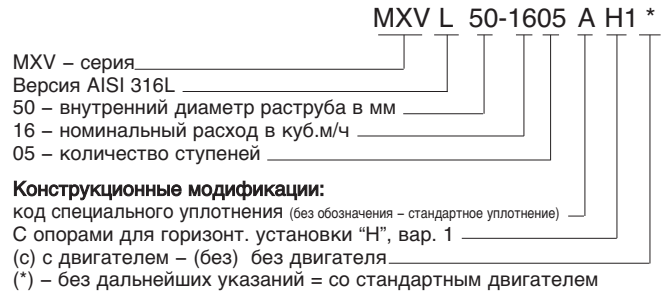 MXV L 50-1605 A H1 *
MXV – серия
Версия AISI 316L
50 – внутренний диаметр раструба в мм
16 – номинальный расход в куб.м/ч
05 – количество ступеней
Конструкционные модификации:
код специального уплотнения (без обозначения – стандартное уплотнение)
С опорами для горизонт. установки “H”, вар. 1
(с) с двигателем – (без) без двигателя
(*) – без дальнейших указаний = со стандартным двигателем